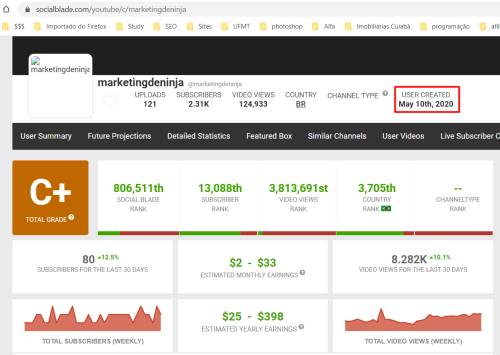 socialblade.com/youtube/c/marketingdeninja
$$$ Importado do Firefox Study SEO Sites UFMT photoshop Alfa Imobiliárias Cuiabá programação afil
marketingdeninja
marketingdeninja @marketingdeninja
UPLOADS SUBSCRIBERS VIDEO VIEWS COUNTRY CHANNEL TYPE ? USER CREATED
121 2.31K 124,933 BR May 10th, 2020
User Summary Future Projections Detailed Statistics Featured Box Similar Channels User Videos Live Subscriber C
C+
TOTAL GRADE ?
806,511th 13,088th 3,813,691st 3,705th --
SOCIAL BLADE SUBSCRIBER VIDEO VIEWS COUNTRY CHANNELTYPE
RANK RANK RANK RANK RANK
80 +12.5% $2 - $33 8.282K +10.1%
SUBSCRIBERS FOR THE LAST 30 DAYS ESTIMATED MONTHLY EARNINGS ? VIDEO VIEWS FOR THE LAST 30 DAYS
$25 - $398
ESTIMATED YEARLY EARNINGS ?
TOTAL SUBSCRIBERS (WEEKLY) TOTAL VIDEO VIEWS (WEEKLY)